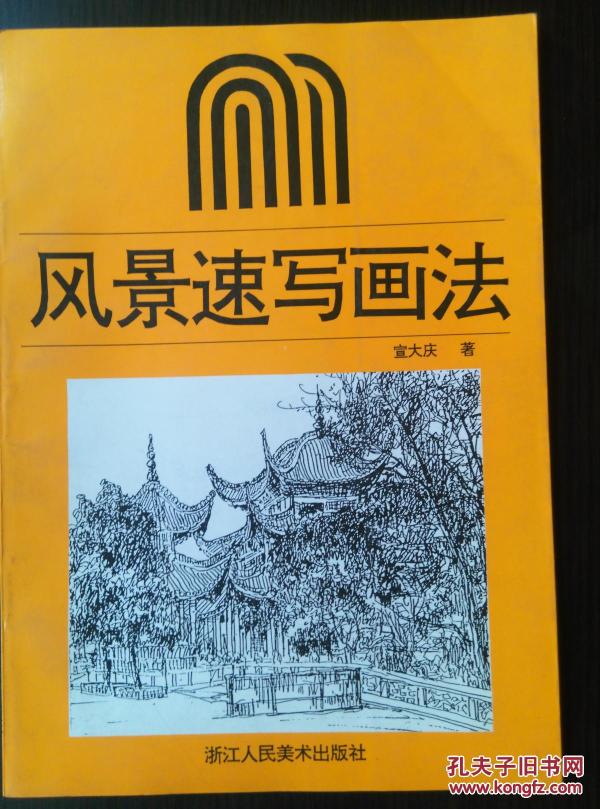 风景速写画法
宣大庆 著
浙江人民美术出版社
孔夫子旧书网
www.kongfz.com